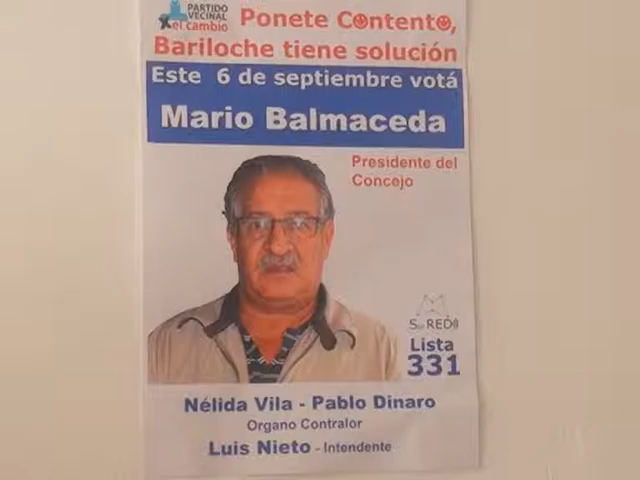 PARTIDO
VECINAL
el cambio
Ponete Contento,
Bariloche tiene solución
Este 6 de septiembre votá
Mario Balmaceda
Presidente del
Concejo
Lista
331
Nélida Vila - Pablo Dinaro
Organo Contralor
Luis Nieto - Intendente